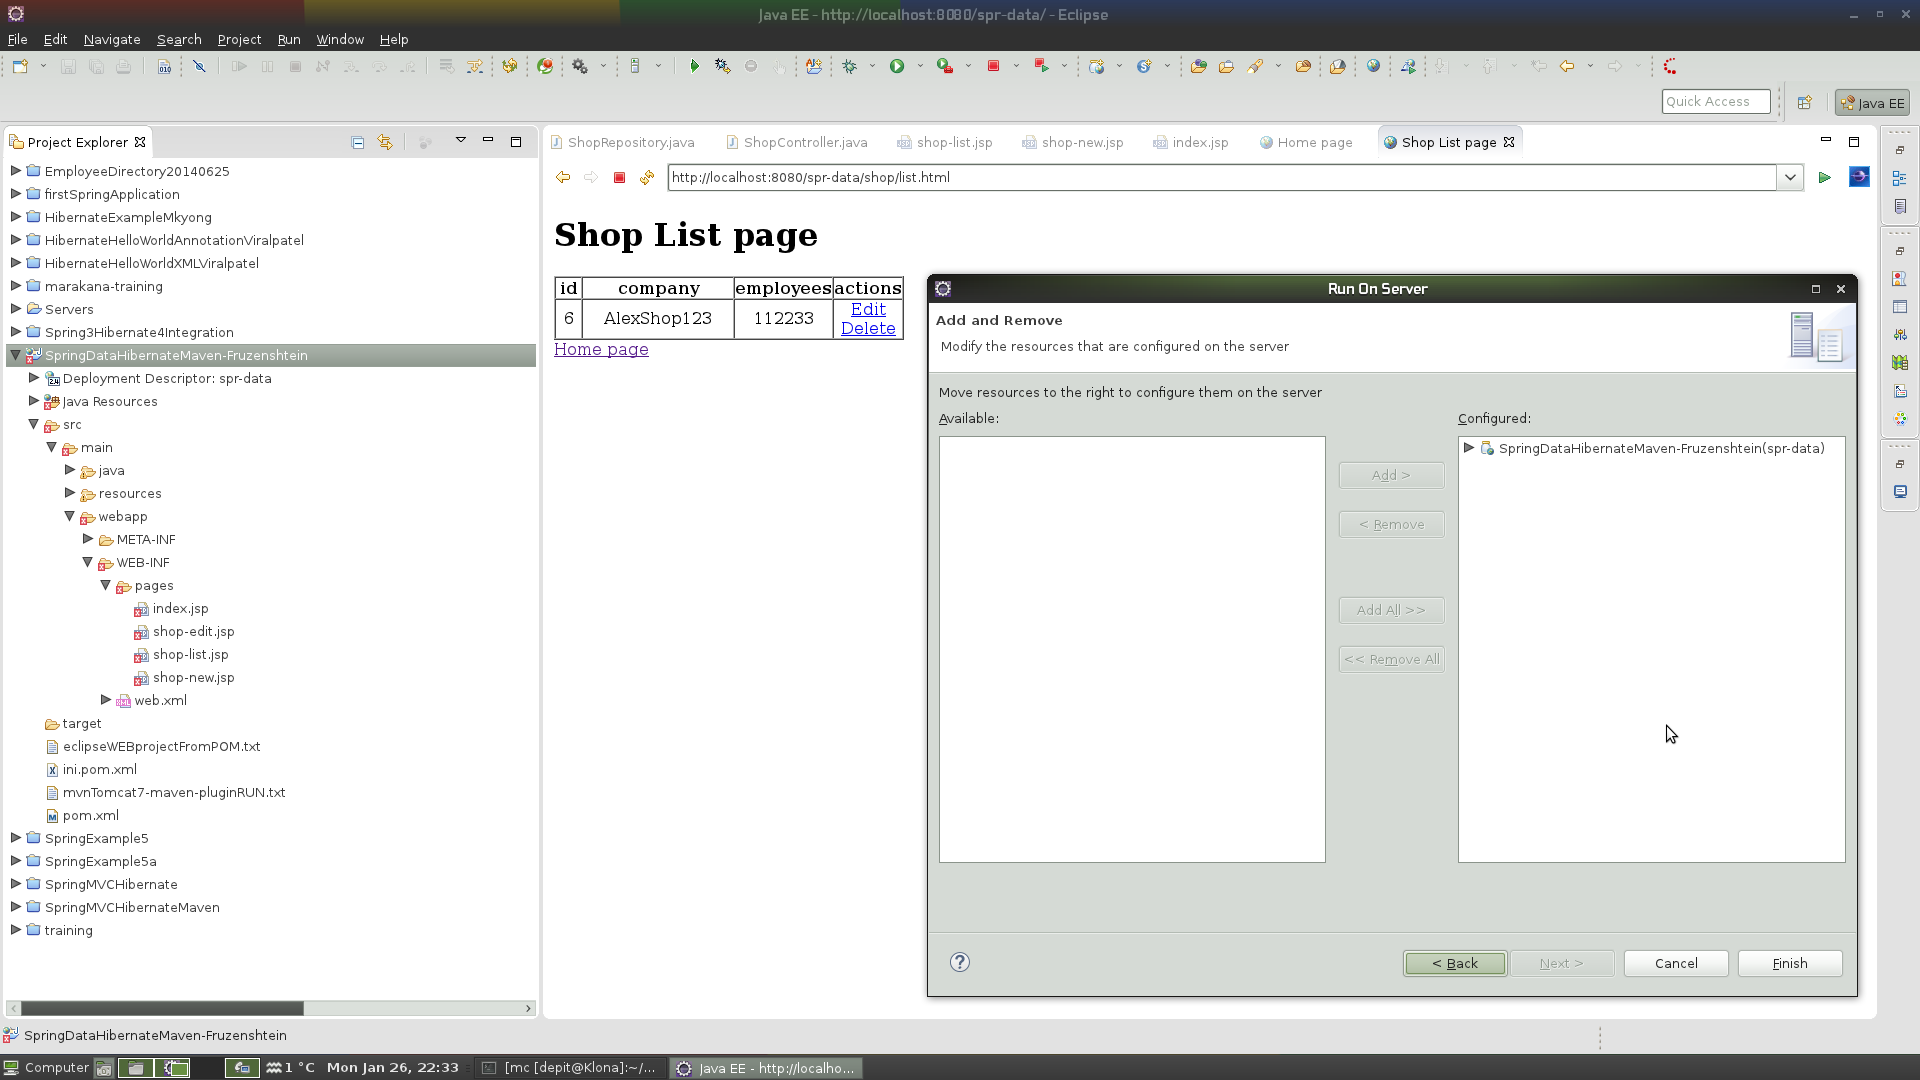 Java EE - http://localhost:8080/spr-data/ - Eclipse
File Edit Navigate Search Project Run Window Help
Quick Access
Java EE
Project Explorer
EmployeeDirectory20140625
firstSpringApplication
HibernateExampleMkyong
HibernateHelloWorldAnnotationViralpatel
HibernateHelloWorldXMLViralpatel
marakana-training
Servers
Spring3Hibernate4Integration
SpringDataHibernateMaven-Fruzenshtein
Deployment Descriptor: spr-data
Java Resources
src
main
java
resources
webapp
META-INF
WEB-INF
pages
index.jsp
shop-edit.jsp
shop-list.jsp
shop-new.jsp
web.xml
target
eclipseWEBprojectFromPOM.txt
ini.pom.xml
mvnTomcat7-maven-pluginRUN.txt
pom.xml
SpringExample5
SpringExample5a
SpringMVCHibernate
SpringMVCHibernateMaven
training
ShopRepository.java ShopController.java shop-list.jsp shop-new.jsp index.jsp Home page Shop List page
http://localhost:8080/spr-data/shop/list.html
Shop List page
id company employees actions
6 AlexShop123 112233 Edit
Delete
Home page
Run On Server
Add and Remove
Modify the resources that are configured on the server
Move resources to the right to configure them on the server
Available: Configured:
SpringDataHibernateMaven-Fruzenshtein(spr-data)
Add >
< Remove
Add All >>
<< Remove All
? < Back Next > Cancel Finish
SpringDataHibernateMaven-Fruzenshtein
Computer 1 °C Mon Jan 26, 22:33 [mc [depit@Klona]:~/... Java EE - http://localho...